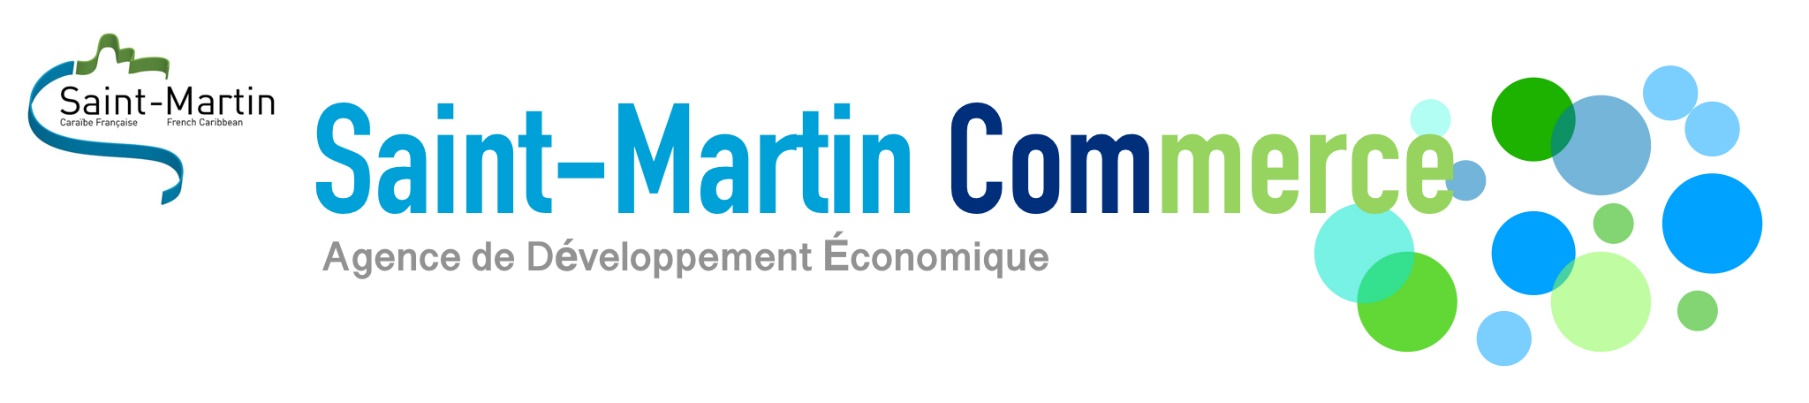 Saint-Martin
Caraïbe Française French Caribbean
Saint-Martin Commerce
Agence de Développement Économique